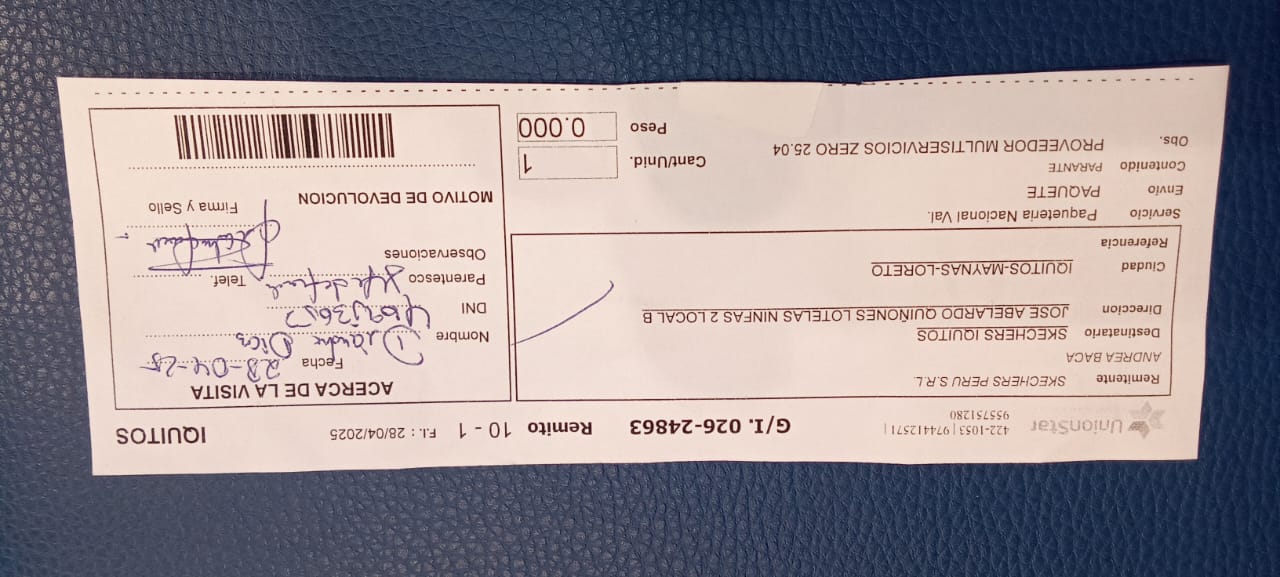 UnionStar
422-1053 | 974412571 |
955751280
G/I. 026-24863 Remito 10 - 1 F.I. : 28/04/2025 IQUITOS
Remitente SKECHERS PERU S.R.L
ANDREA BACA
Destinatario SKECHERS IQUITOS
Direccion JOSE ABELARDO QUIÑONES LOTELAS NINFAS 2 LOCAL B
Ciudad IQUITOS-MAYNAS-LORETO
Referencia
Servicio Paqueteria Nacional Val.
Envio PAQUETE
Contenido PARANTE
Obs. PROVEEDOR MULTISERVICIOS ZERO 25.04
Cant/Unid. 1
Peso 0.000
ACERCA DE LA VISITA
Fecha 28-04-25
Nombre
DNI
Parentesco Telef.
Observaciones
Firma y Sello
MOTIVO DE DEVOLUCION